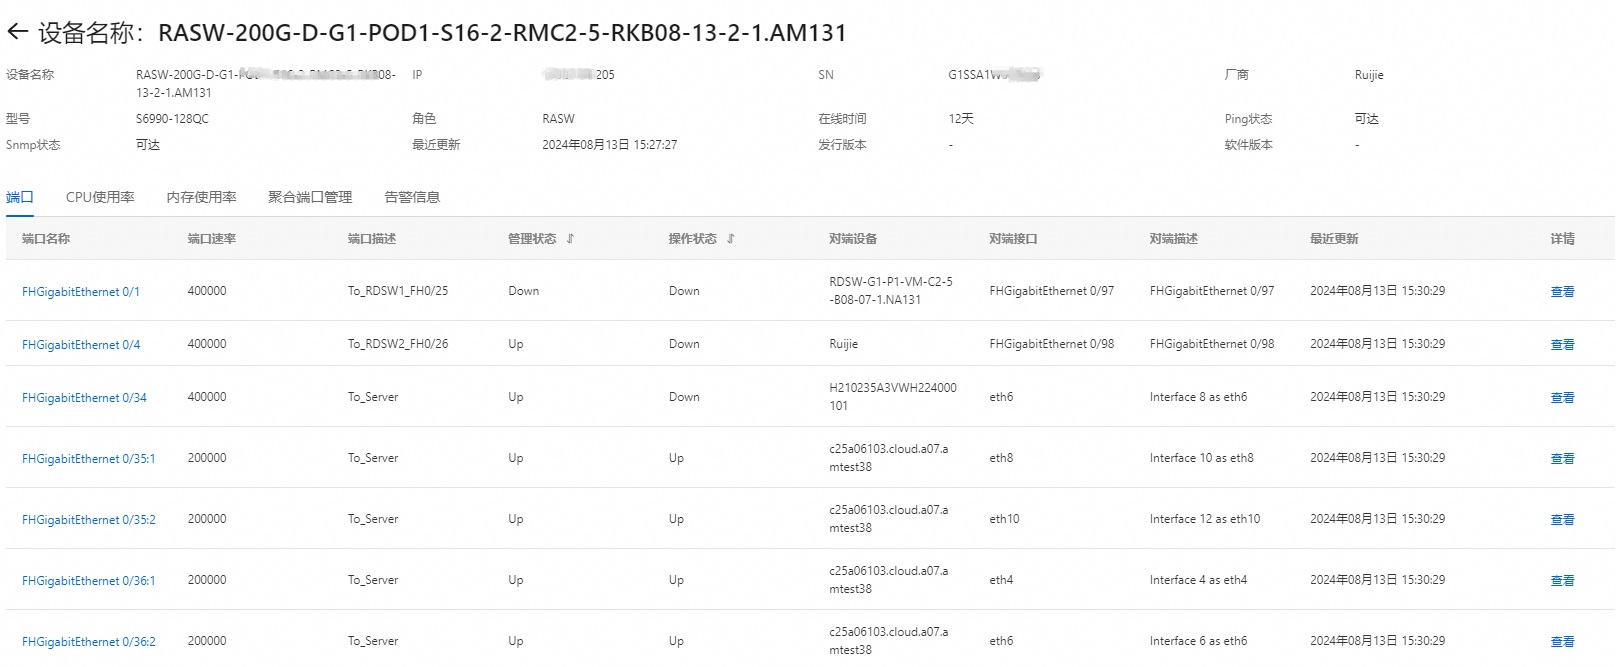 设备名称：RASW-200G-D-G1-POD1-S16-2-RMC2-5-RKB08-13-2-1.AM131
设备名称 RASW-200G-D-G1- 08- IP 205 SN G1SSA1W 厂商 Ruijie
13-2-1.AM131
型号 S6990-128QC 角色 RASW 在线时间 12天 Ping状态 可达
Snmp状态 可达 最近更新 2024年08月13日 15:27:27 发行版本 - 软件版本 -
端口 CPU使用率 内存使用率 聚合端口管理 告警信息
端口名称 端口速率 端口描述 管理状态 操作状态 对端设备 对端接口 对端描述 最近更新 详情
FHGigabitEthernet 0/1 400000 To_RDSW1_FH0/25 Down Down RDSW-G1-P1-VM-C2-5 FHGigabitEthernet 0/97 FHGigabitEthernet 0/97 2024年08月13日 15:30:29 查看
-B08-07-1.NA131
FHGigabitEthernet 0/4 400000 To_RDSW2_FH0/26 Up Down Ruijie FHGigabitEthernet 0/98 FHGigabitEthernet 0/98 2024年08月13日 15:30:29 查看
FHGigabitEthernet 0/34 400000 To_Server Up Down H210235A3VWH224000 eth6 Interface 8 as eth6 2024年08月13日 15:30:29 查看
101
FHGigabitEthernet 0/35:1 200000 To_Server Up Up c25a06103.cloud.a07.a eth8 Interface 10 as eth8 2024年08月13日 15:30:29 查看
mtest38
FHGigabitEthernet 0/35:2 200000 To_Server Up Up c25a06103.cloud.a07.a eth10 Interface 12 as eth10 2024年08月13日 15:30:29 查看
mtest38
FHGigabitEthernet 0/36:1 200000 To_Server Up Up c25a06103.cloud.a07.a eth4 Interface 4 as eth4 2024年08月13日 15:30:29 查看
mtest38
FHGigabitEthernet 0/36:2 200000 To_Server Up Up c25a06103.cloud.a07.a eth6 Interface 6 as eth6 2024年08月13日 15:30:29 查看
mtest38